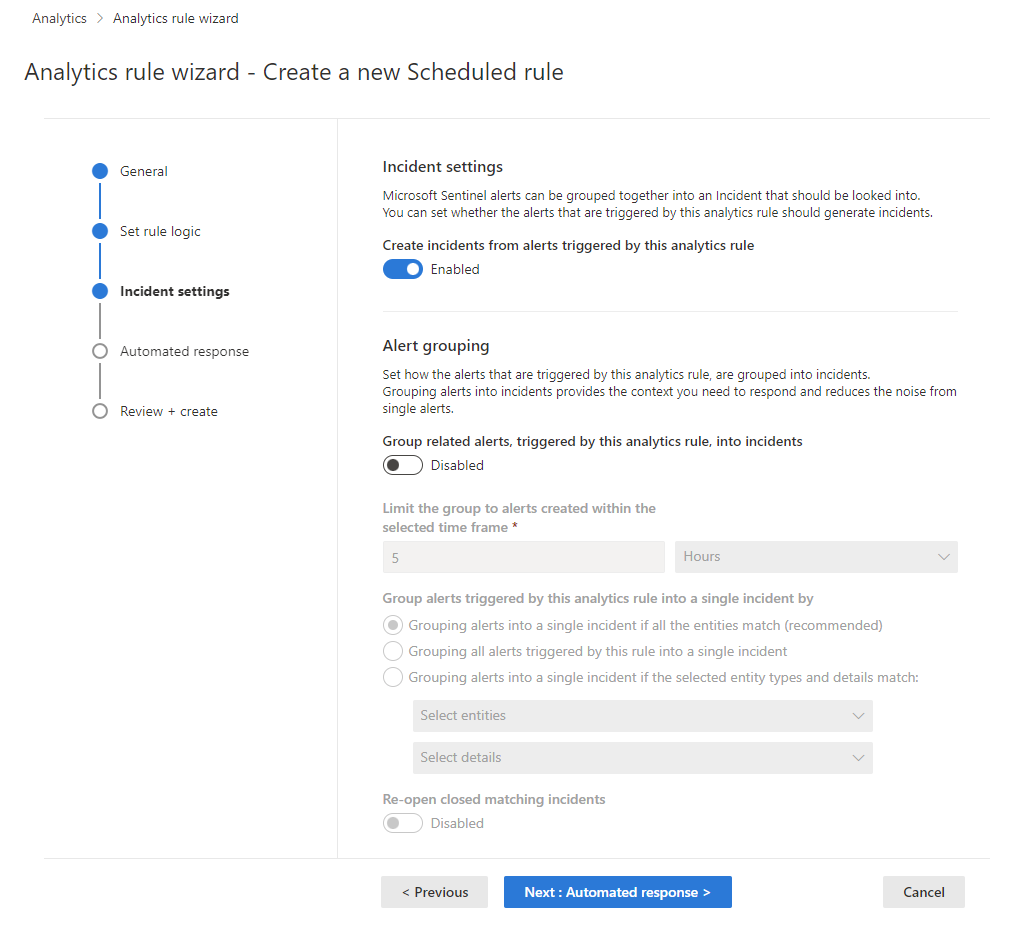 Analytics > Analytics rule wizard
Analytics rule wizard - Create a new Scheduled rule
General
Set rule logic
Incident settings
Automated response
Review + create
Incident settings
Microsoft Sentinel alerts can be grouped together into an Incident that should be looked into.
You can set whether the alerts that are triggered by this analytics rule should generate incidents.
Create incidents from alerts triggered by this analytics rule
Enabled
Alert grouping
Set how the alerts that are triggered by this analytics rule, are grouped into incidents.
Grouping alerts into incidents provides the context you need to respond and reduces the noise from
single alerts.
Group related alerts, triggered by this analytics rule, into incidents
Disabled
Limit the group to alerts created within the
selected time frame *
5
Hours
Group alerts triggered by this analytics rule into a single incident by
Grouping alerts into a single incident if all the entities match (recommended)
Grouping all alerts triggered by this rule into a single incident
Grouping alerts into a single incident if the selected entity types and details match:
Select entities
Select details
Re-open closed matching incidents
Disabled
< Previous
Next : Automated response >
Cancel